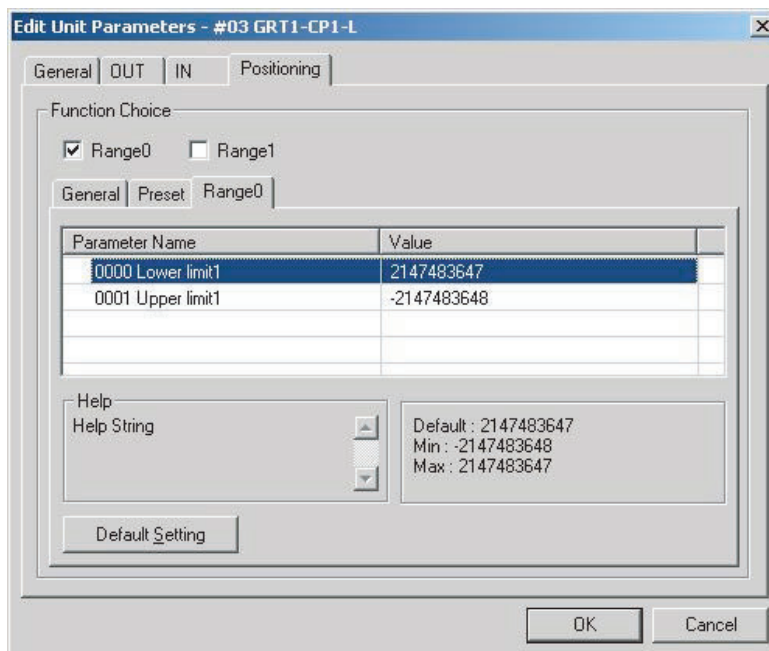 Edit Unit Parameters - #03 GRT1-CP1-L
General OUT IN Positioning
Function Choice
Range0 Range1
General Preset Range0
Parameter Name Value
0000 Lower limit1 2147483647
0001 Upper limit1 -2147483648
Help
Help String
Default : 2147483647
Min : -2147483648
Max : 2147483647
Default Setting
OK Cancel